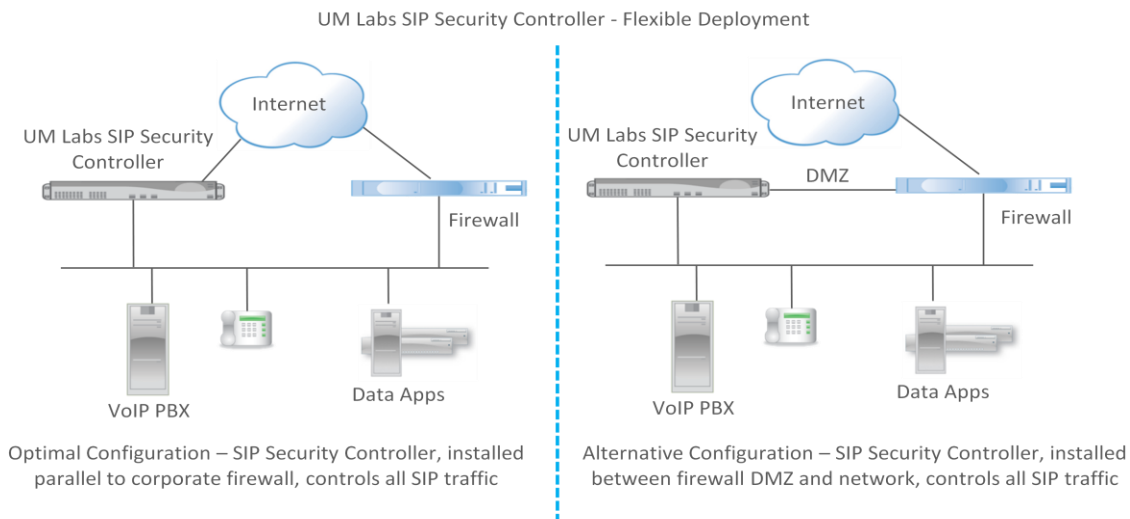 UM Labs SIP Security Controller - Flexible Deployment
Internet
UM Labs SIP Security
Controller
Firewall
VoIP PBX
Data Apps
Optimal Configuration – SIP Security Controller, installed
parallel to corporate firewall, controls all SIP traffic
Internet
UM Labs SIP Security
Controller
DMZ
Firewall
VoIP PBX
Data Apps
Alternative Configuration – SIP Security Controller, installed
between firewall DMZ and network, controls all SIP traffic